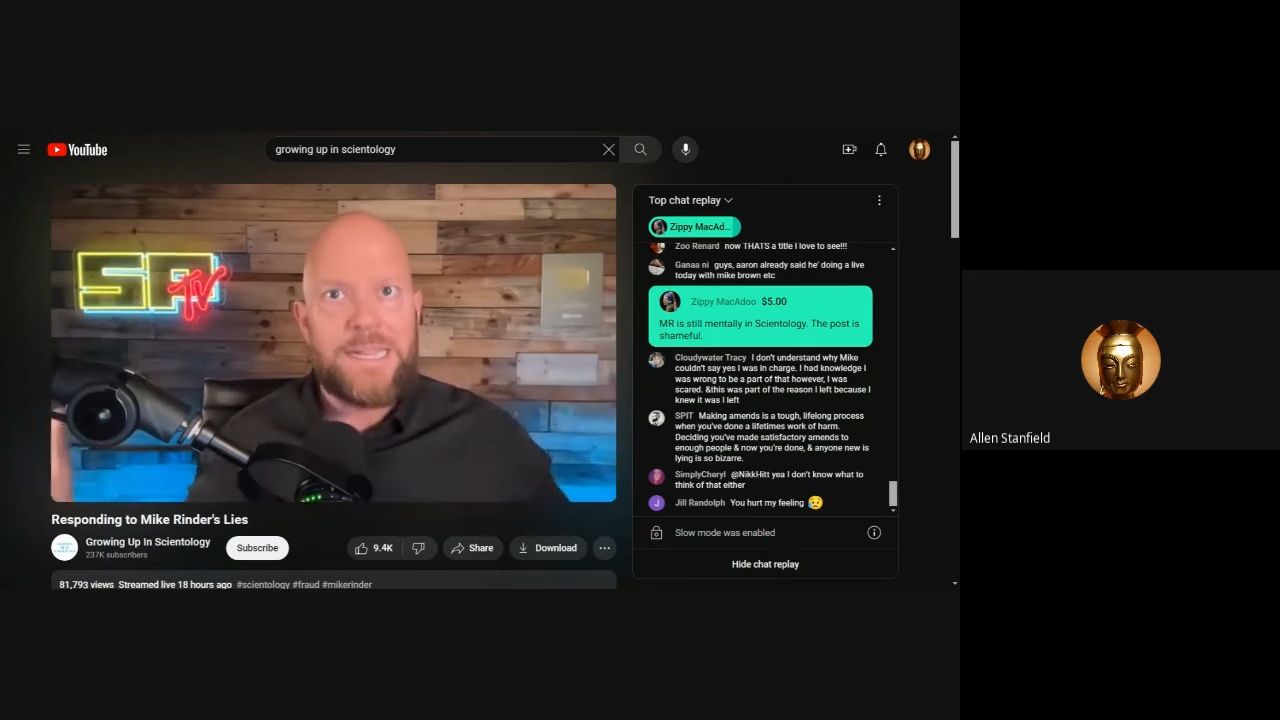 YouTube
growing up in scientology
SPTV
Top chat replay
Zippy MacAd...
Zoo Renard now THATS a title I love to see!!!
Ganaa ni guys, aaron already said he' doing a live
today with mike brown etc
Zippy MacAdoo $5.00
MR is still mentally in Scientology. The post is
shameful.
Cloudywater Tracy I don't understand why Mike
couldn't say yes I was in charge. I had knowledge I
was wrong to be a part of that however, I was
scared. &this was part of the reason I left because I
knew it was I left
SPIT Making amends is a tough, lifelong process
when you've done a lifetimes work of harm.
Deciding you've made satisfactory amends to
enough people & now you're done, & anyone new is
lying is so bizarre.
SimplyCheryl @NikkHitt yea I don't know what to
think of that either
J Jill Randolph You hurt my feeling 😥
Slow mode was enabled
Hide chat replay
Responding to Mike Rinder's Lies
Growing Up In Scientology
237K subscribers
Subscribe
9.4K
Share
Download
81,793 views Streamed live 18 hours ago #scientology #fraud #mikerinder
Allen Stanfield